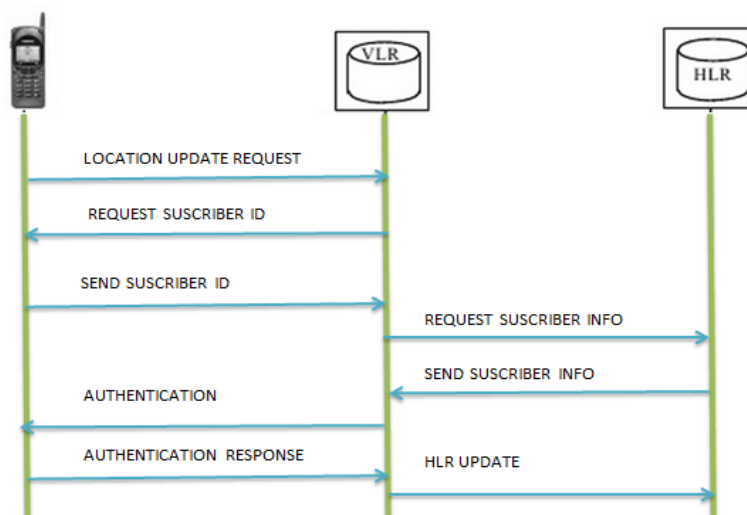 VLR
HLR
LOCATION UPDATE REQUEST
REQUEST SUSCRIBER ID
SEND SUSCRIBER ID
REQUEST SUSCRIBER INFO
SEND SUSCRIBER INFO
AUTHENTICATION
AUTHENTICATION RESPONSE
HLR UPDATE